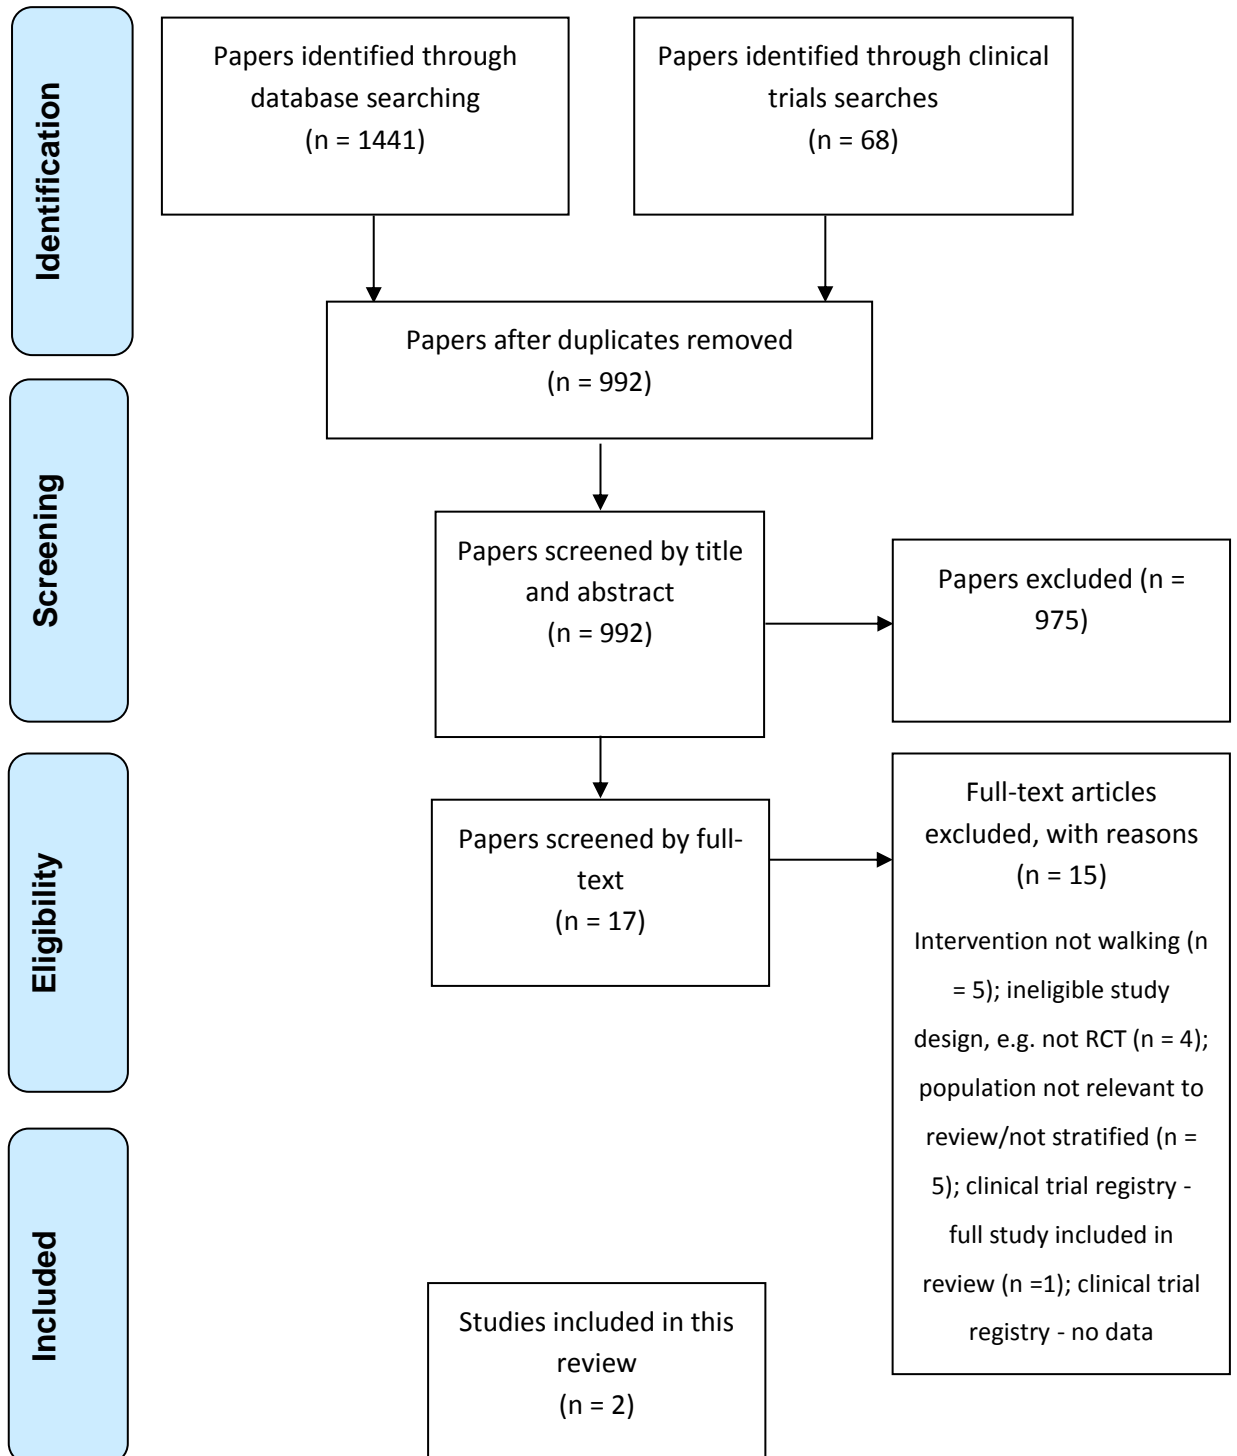 Identification
Papers identified through
database searching
(n = 1441)
Papers identified through clinical
trials searches
(n = 68)
Papers after duplicates removed
(n = 992)
Screening
Papers screened by title
and abstract
(n = 992)
Papers excluded (n =
975)
Eligibility
Papers screened by full-
text
(n = 17)
Full-text articles
excluded, with reasons
(n = 15)
Intervention not walking (n
= 5); ineligible study
design, e.g. not RCT (n = 4);
population not relevant to
review/not stratified (n =
5); clinical trial registry -
full study included in
review (n =1); clinical trial
registry - no data
Included
Studies included in this
review
(n = 2)